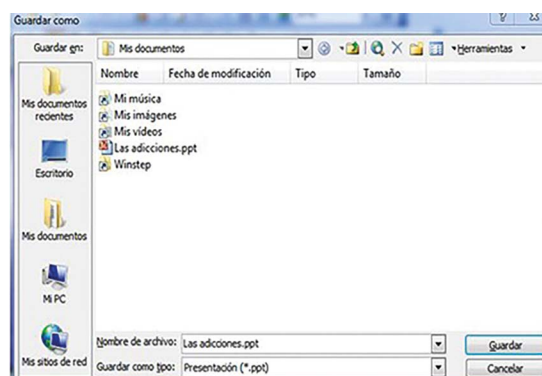 Guardar como
Guardar en: Mis documentos Herramientas
Nombre Fecha de modificación Tipo Tamaño
Mis documentos recientes
Escritorio
Mis documentos
Mi PC
Mis sitios de red
Mi música
Mis imágenes
Mis vídeos
Las adicciones.ppt
Winstep
Nombre de archivo: Las adicciones.ppt Guardar
Guardar como tipo: Presentación (*.ppt) Cancelar